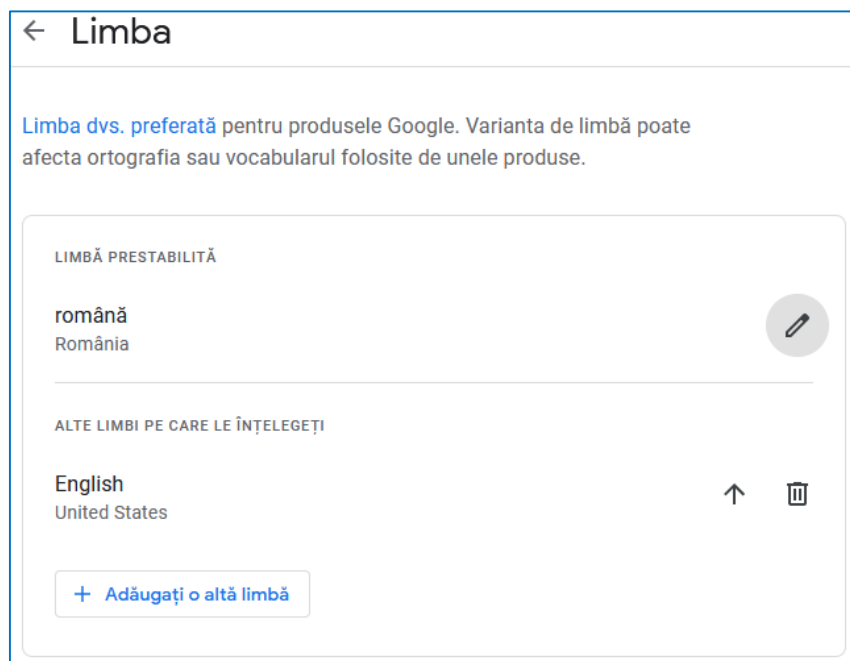 Limba
Limba dvs. preferată pentru produsele Google. Varianta de limbă poate
afecta ortografia sau vocabularul folosite de unele produse.
LIMBĂ PRESTABILITĂ
română
România
ALTE LIMBI PE CARE LE ÎNȚELEGEȚI
English
United States
+ Adăugați o altă limbă